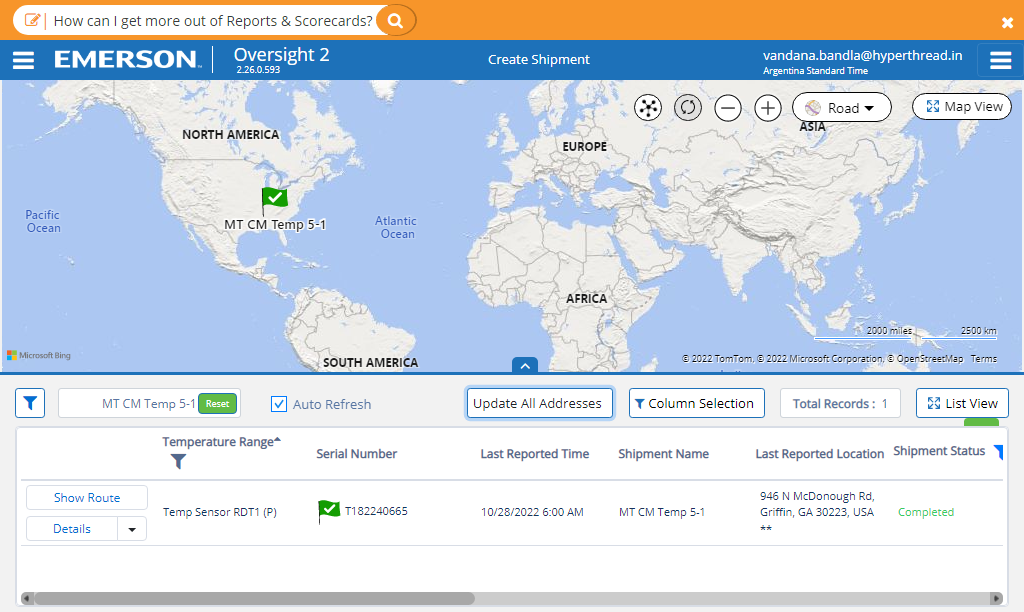 How can I get more out of Reports & Scorecards?
EMERSON
Oversight 2
2.26.0.593
Create Shipment
vandana.bandla@hyperthread.in
Argentina Standard Time
Road
Map View
NORTH AMERICA
EUROPE
ASIA
Pacific
Ocean
MT CM Temp 5-1
Atlantic
Ocean
AFRICA
SOUTH AMERICA
2000 miles
2500 km
Microsoft Bing
© 2022 TomTom, © 2022 Microsoft Corporation, © OpenStreetMap Terms
MT CM Temp 5-1
Reset
Auto Refresh
Update All Addresses
Column Selection
Total Records : 1
List View
Temperature Range
Serial Number
Last Reported Time
Shipment Name
Last Reported Location
Shipment Status
Show Route
Details
Temp Sensor RDT1 (P)
T182240665
10/28/2022 6:00 AM
MT CM Temp 5-1
946 N McDonough Rd,
Griffin, GA 30223, USA
**
Completed